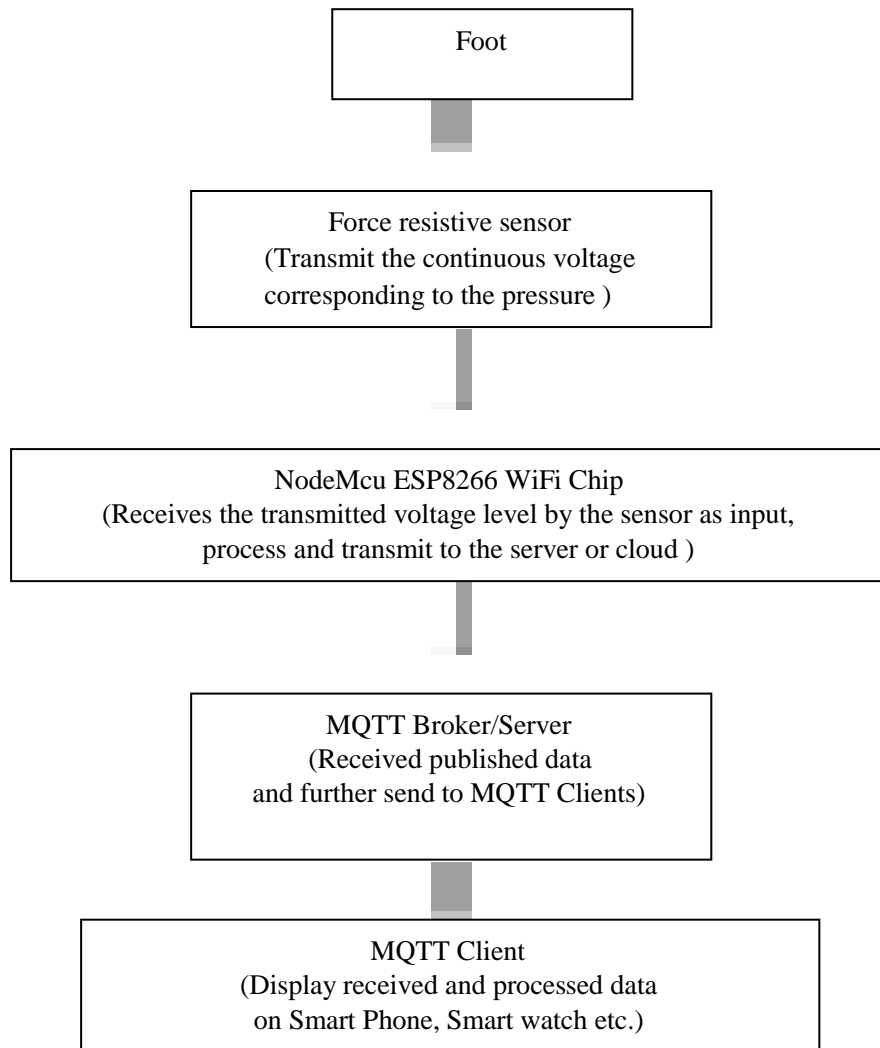 Foot
Force resistive sensor
(Transmit the continuous voltage
corresponding to the pressure )
NodeMcu ESP8266 WiFi Chip
(Receives the transmitted voltage level by the sensor as input,
process and transmit to the server or cloud )
MQTT Broker/Server
(Received published data
and further send to MQTT Clients)
MQTT Client
(Display received and processed data
on Smart Phone, Smart watch etc.)